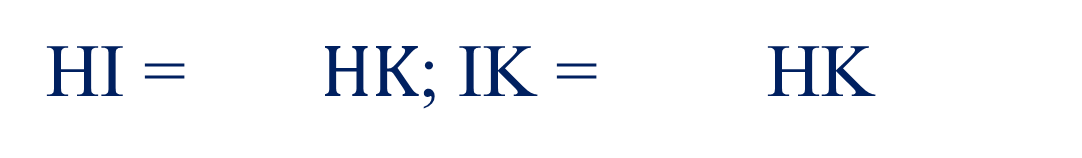 HI = HK; IK = HK